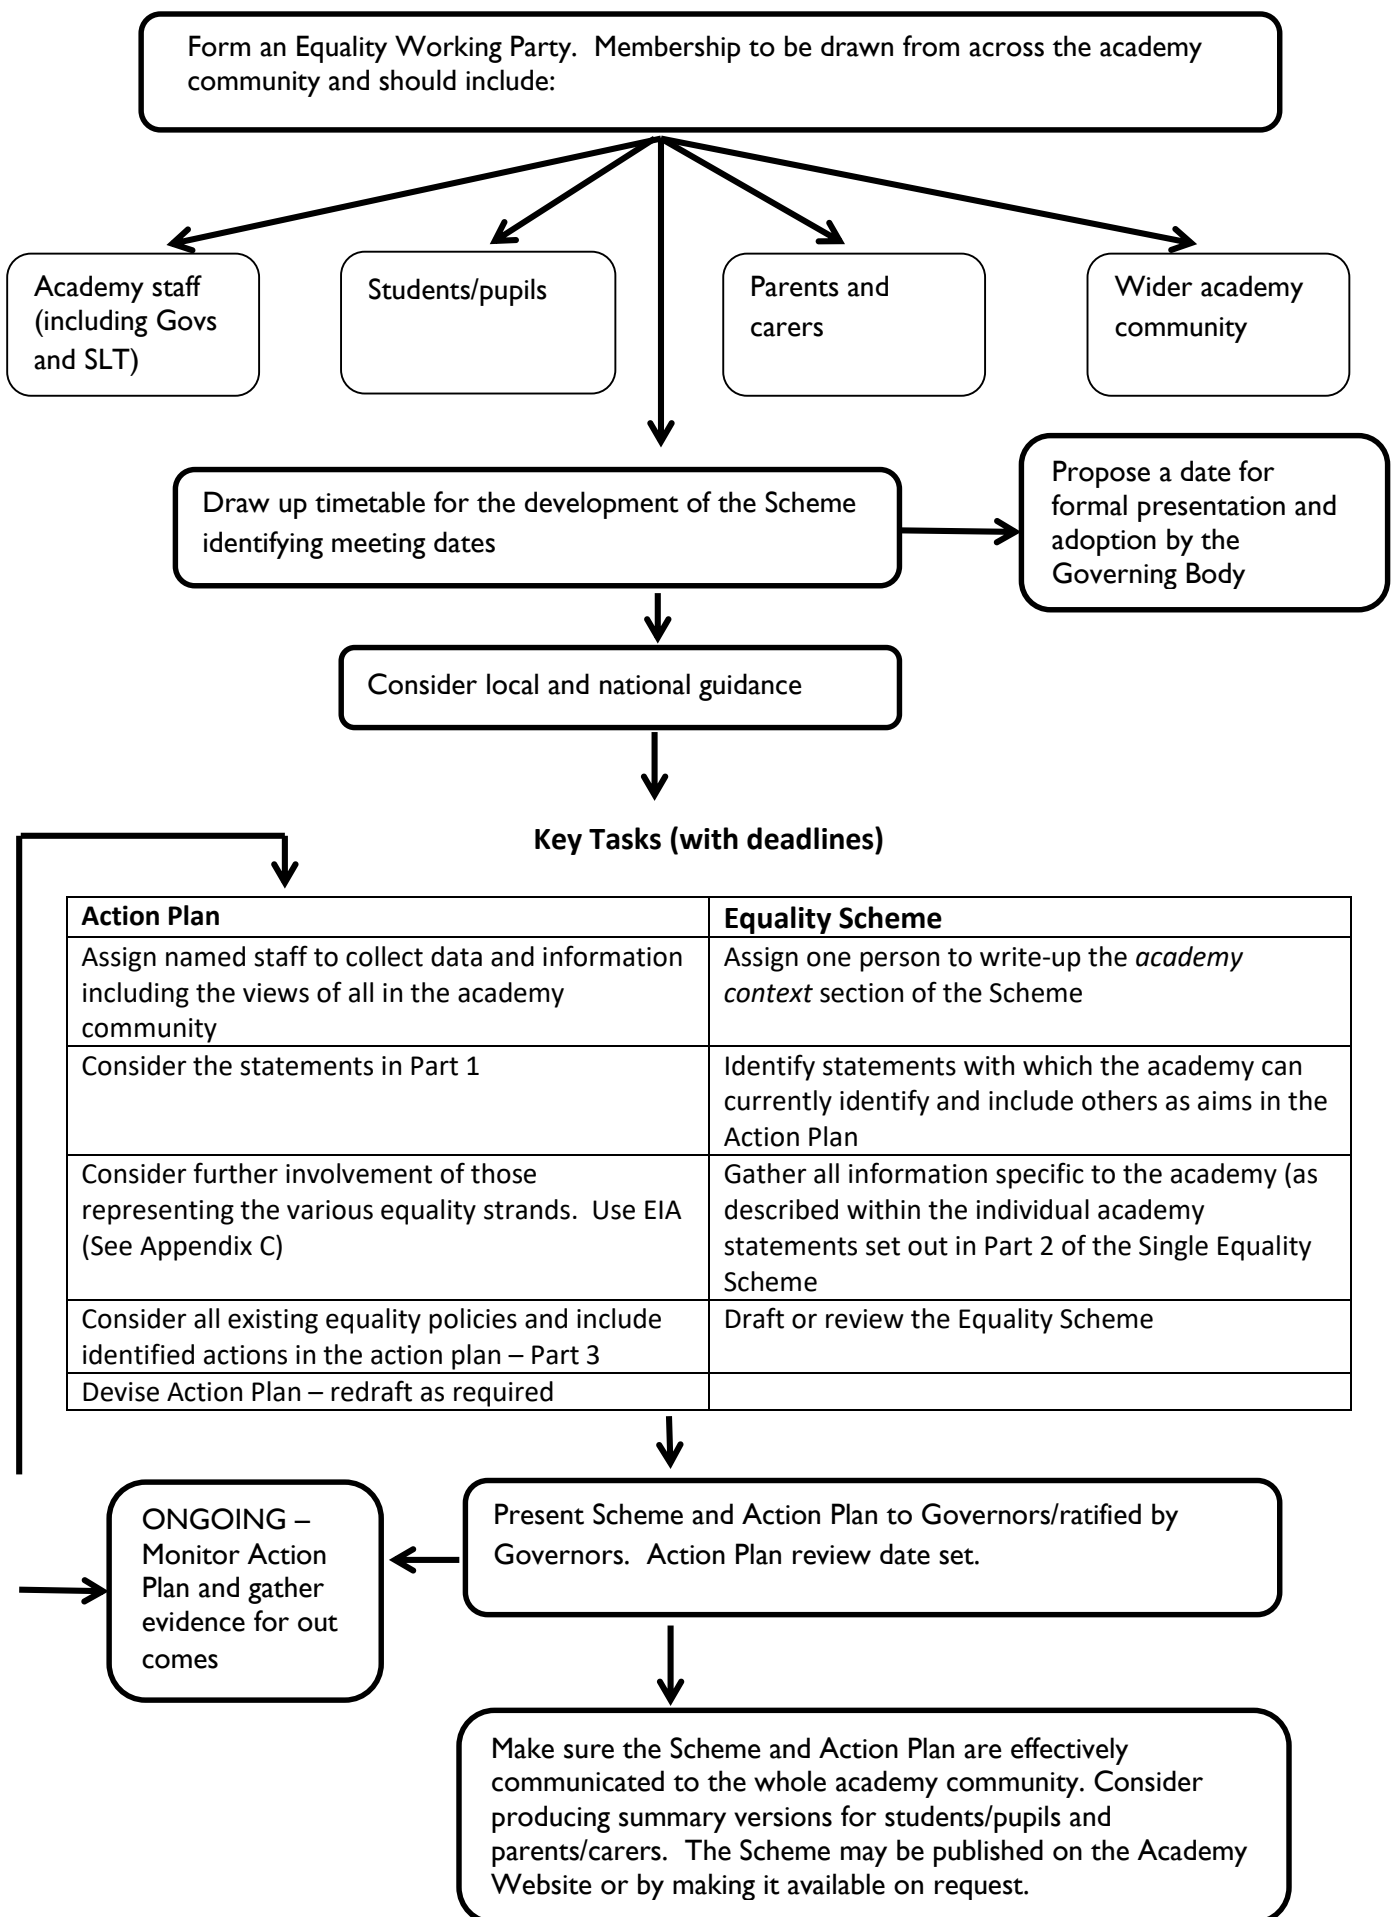 Form an Equality Working Party.  Membership to be drawn from across the academy
community and should include:
Academy staff
(including Govs
and SLT)
Students/pupils
Parents and
carers
Wider academy
community
Draw up timetable for the development of the Scheme
identifying meeting dates
Propose a date for
formal presentation and
adoption by the
Governing Body
Consider local and national guidance
Key Tasks (with deadlines)
Action Plan
Equality Scheme
Assign named staff to collect data and information
including the views of all in the academy
community
Assign one person to write-up the academy
context section of the Scheme
Consider the statements in Part 1
Identify statements with which the academy can
currently identify and include others as aims in the
Action Plan
Consider further involvement of those
representing the various equality strands.  Use EIA
(See Appendix C)
Gather all information specific to the academy (as
described within the individual academy
statements set out in Part 2 of the Single Equality
Scheme
Consider all existing equality policies and include
identified actions in the action plan – Part 3
Draft or review the Equality Scheme
Devise Action Plan – redraft as required
ONGOING –
Monitor Action
Plan and gather
evidence for out
comes
Present Scheme and Action Plan to Governors/ratified by
Governors.  Action Plan review date set.
Make sure the Scheme and Action Plan are effectively
communicated to the whole academy community. Consider
producing summary versions for students/pupils and
parents/carers.  The Scheme may be published on the Academy
Website or by making it available on request.